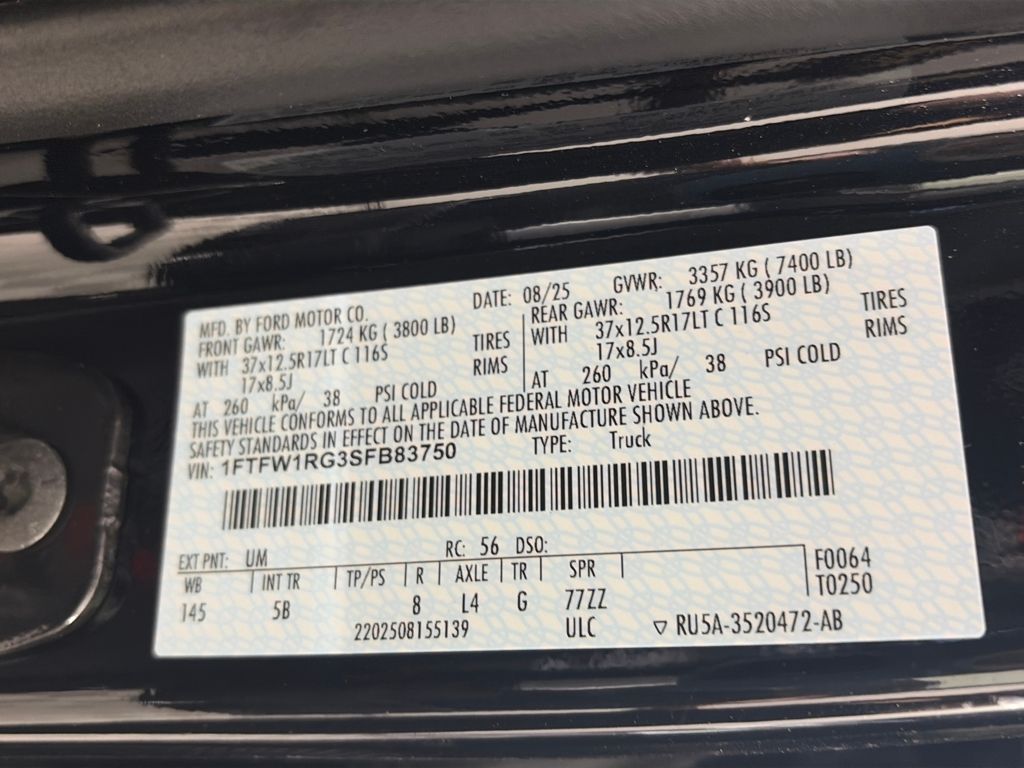 MFD. BY FORD MOTOR CO.
DATE: 08/25 GVWR: 3357 KG ( 7400 LB)
FRONT GAWR: 1724 KG ( 3800 LB)
WITH 37x12.5R17LT C 116S TIRES
17x8.5J RIMS
AT 260 kPa/ 38 PSI COLD
REAR GAWR: 1769 KG ( 3900 LB)
WITH 37x12.5R17LT C 116S TIRES
17x8.5J RIMS
AT 260 kPa/ 38 PSI COLD
THIS VEHICLE CONFORMS TO ALL APPLICABLE FEDERAL MOTOR VEHICLE
SAFETY STANDARDS IN EFFECT ON THE DATE OF MANUFACTURE SHOWN ABOVE.
VIN: 1FTFW1RG3SFB83750 TYPE: Truck
EXT PNT: UM RC: 56 DSO:
WB INT TR TP/PS R AXLE TR SPR F0064
145 5B 8 L4 G 77ZZ T0250
2202508155139 ULC ▽ RU5A-3520472-AB